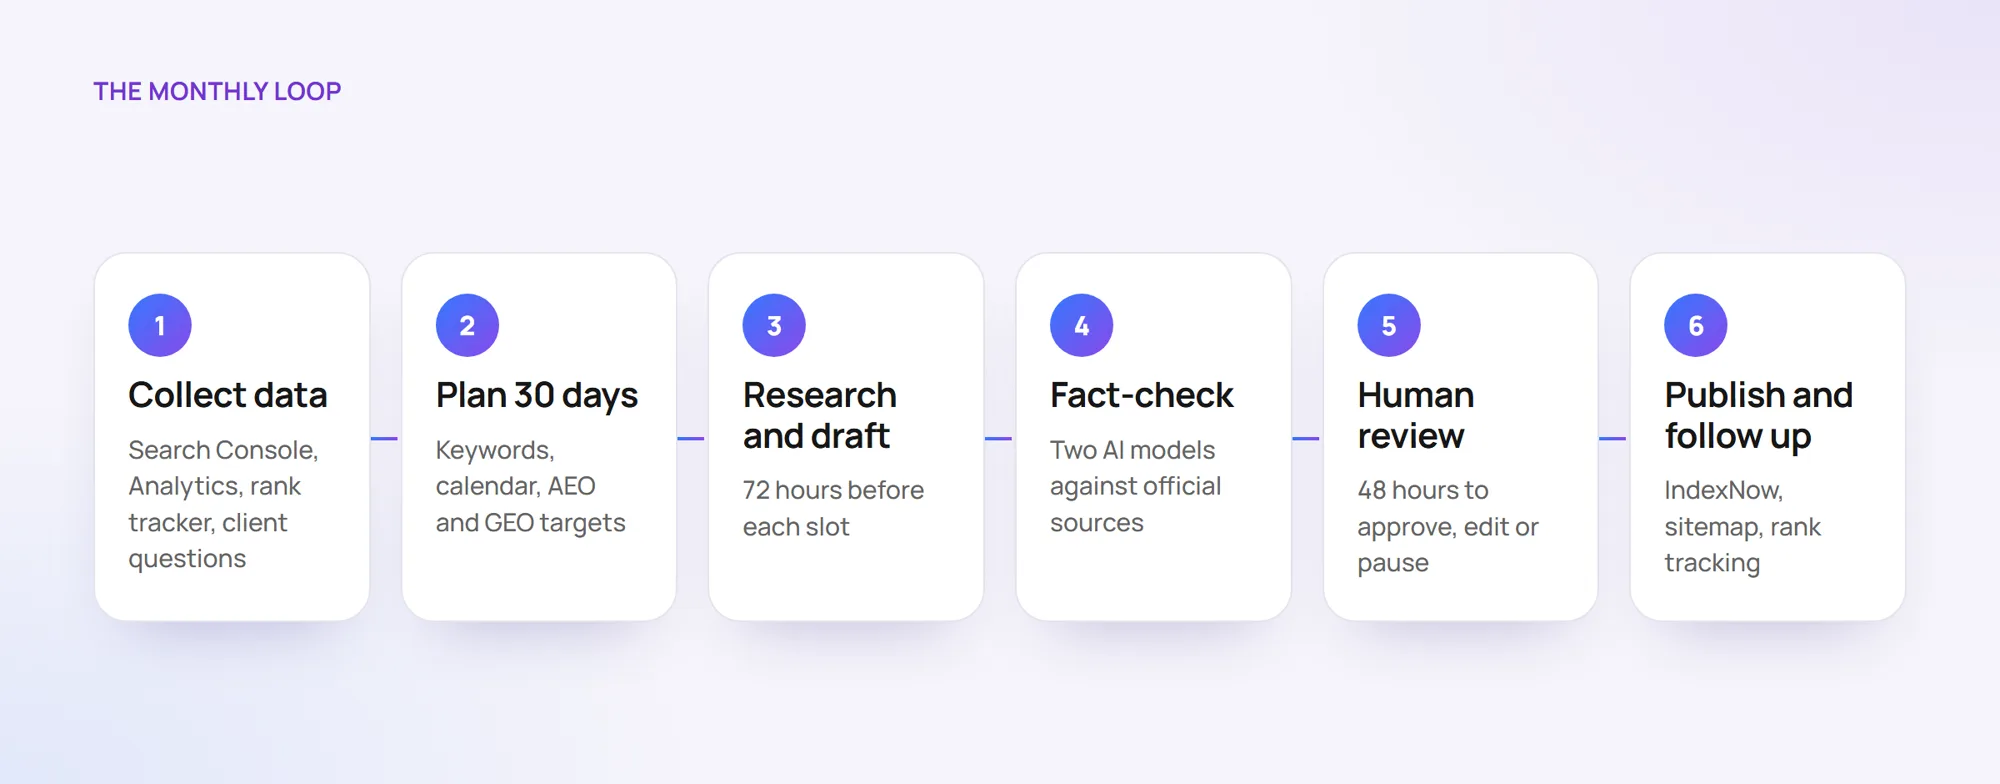 THE MONTHLY LOOP
1
Collect data
Search Console,
Analytics, rank
tracker, client
questions
2
Plan 30 days
Keywords,
calendar, AEO
and GEO targets
3
Research
and draft
72 hours before
each slot
4
Fact-check
Two AI models
against official
sources
5
Human
review
48 hours to
approve, edit or
pause
6
Publish and
follow up
IndexNow,
sitemap, rank
tracking